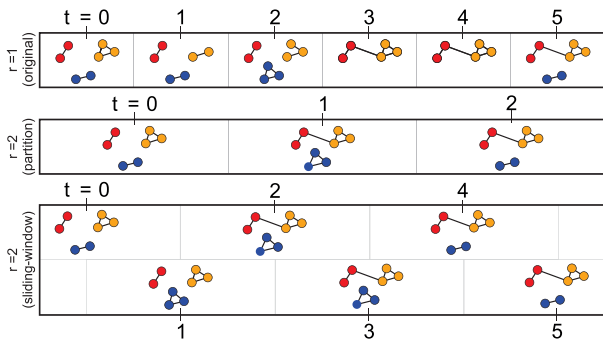 t = 0 1 2 3 4 5
r =1
(original)
t = 0 1 2
r =2
(partition)
t = 0 2 4
r =2
(sliding-window)
1 3 5